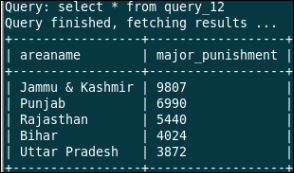 Query: select * from query_12
Query finished, fetching results ...
+-----------------+------------------+
| areaname        | major_punishment |
+-----------------+------------------+
| Jammu & Kashmir | 9807             |
| Punjab          | 6990             |
| Rajasthan       | 5440             |
| Bihar           | 4024             |
| Uttar Pradesh   | 3872             |
+-----------------+------------------+